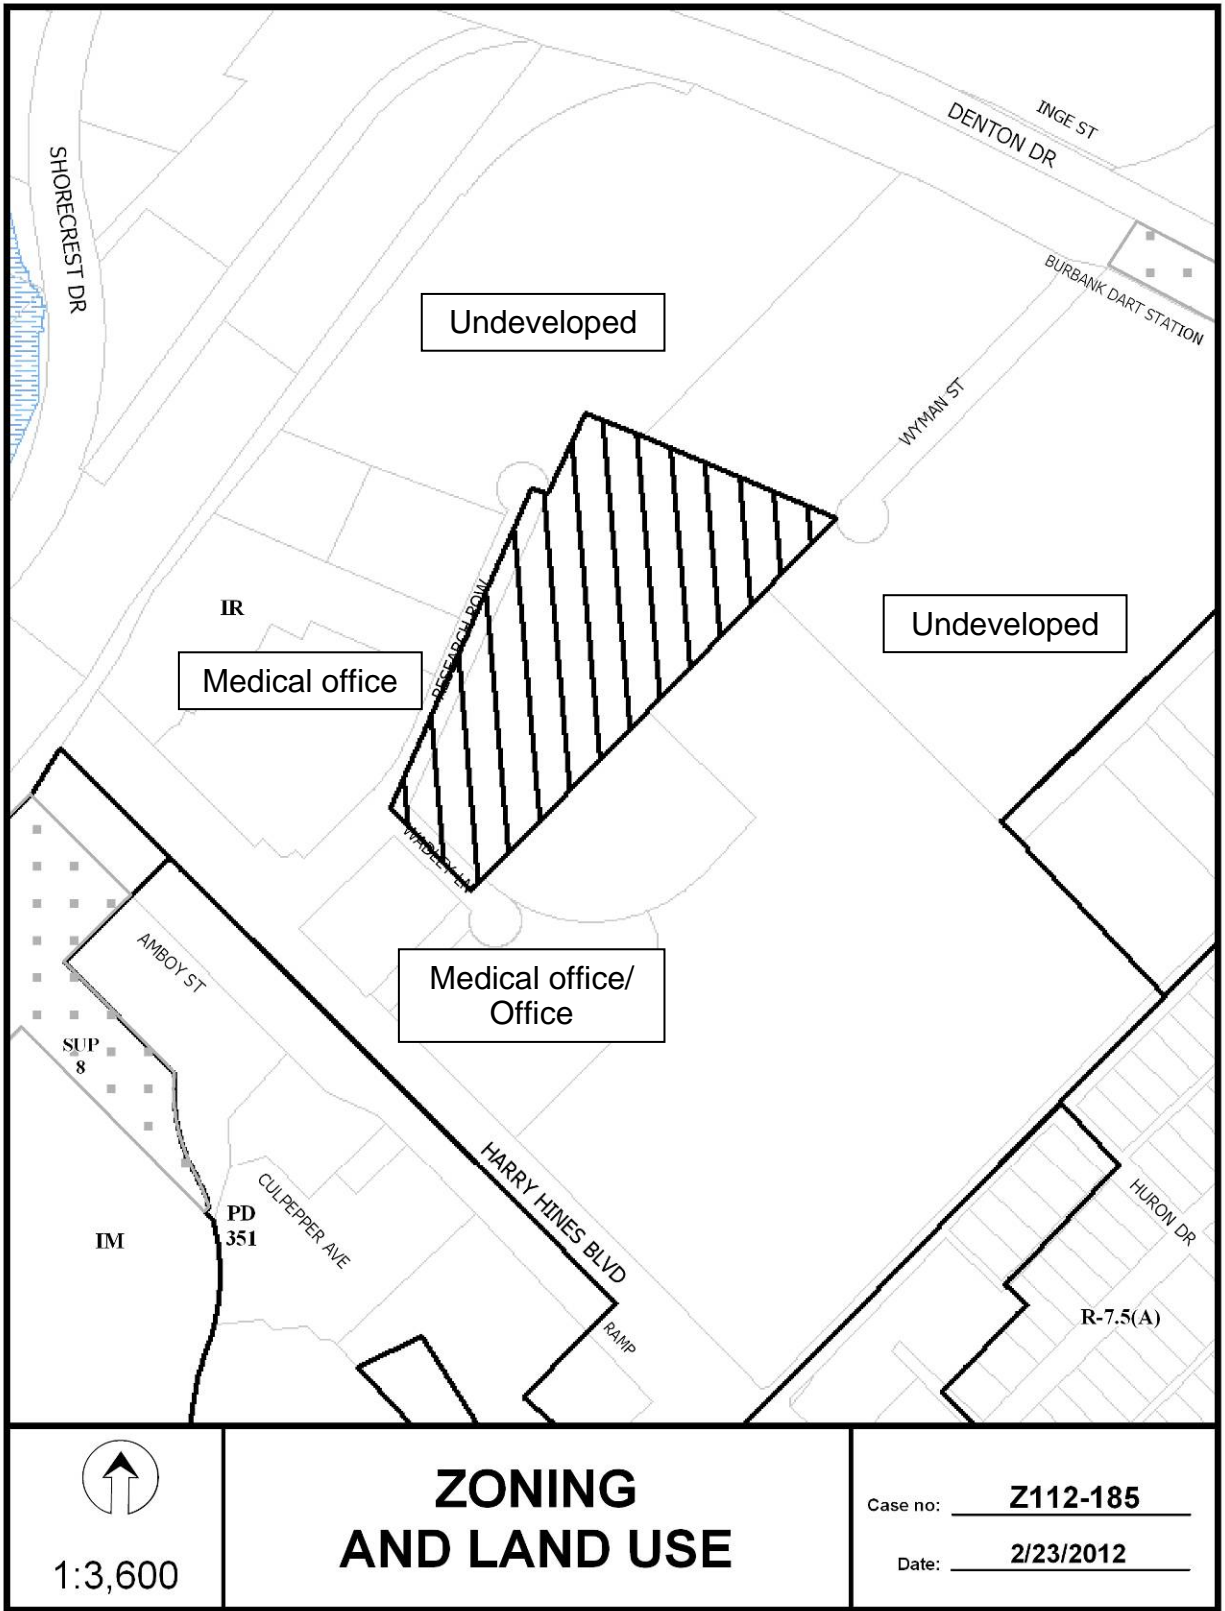 INGE ST
DENTON DR
SHORECREST DR
BURBANK DART STATION
Undeveloped
WYMAN ST
RESEARCH ROW
IR
Undeveloped
Medical office
WADLEY LN
AMBOY ST
Medical office/
Office
SUP
8
HARRY HINES BLVD
CULPEPPER AVE
HURON DR
PD
351
IM
R-7.5(A)
RAMP
1:3,600
ZONING
AND LAND USE
Case no: Z112-185
Date: 2/23/2012